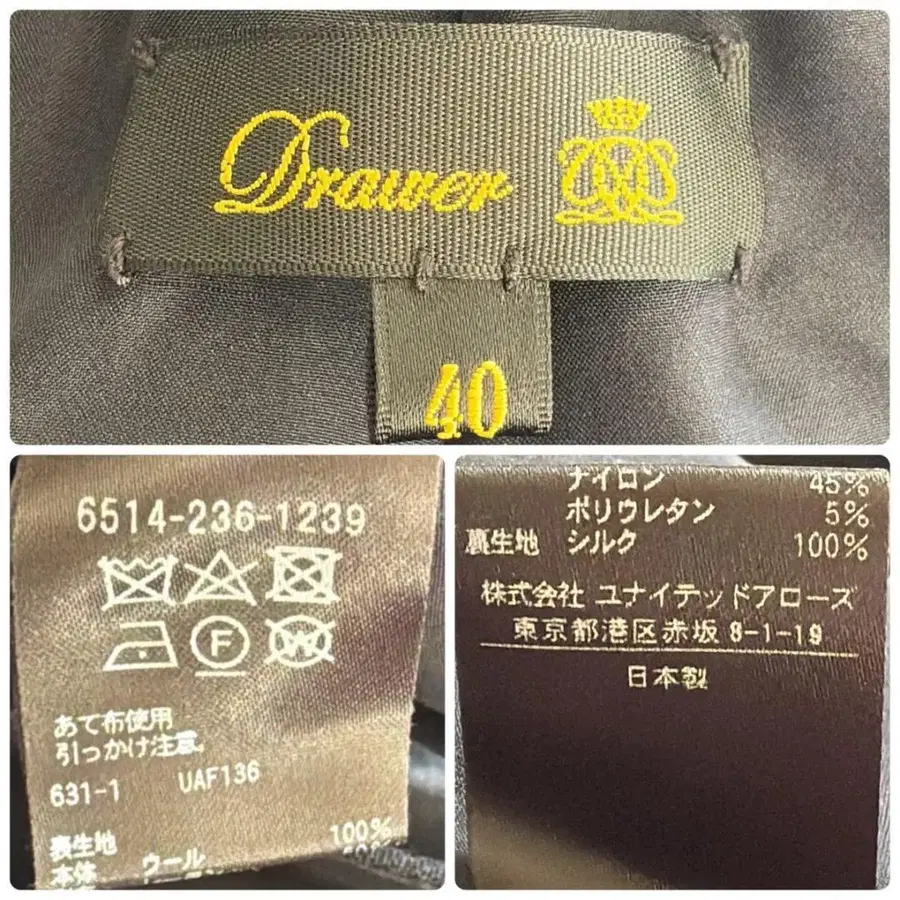 Drawer
40
6514-236-1239
F
W
あて布使用
引っかけ注意。
631-1 UAF136
表生地 100%
本体 ウール
ナイロン 45%
ポリウレタン 5%
裏生地 シルク 100%
株式会社 ユナイテッドアローズ
東京都港区赤坂 8-1-19
日本製